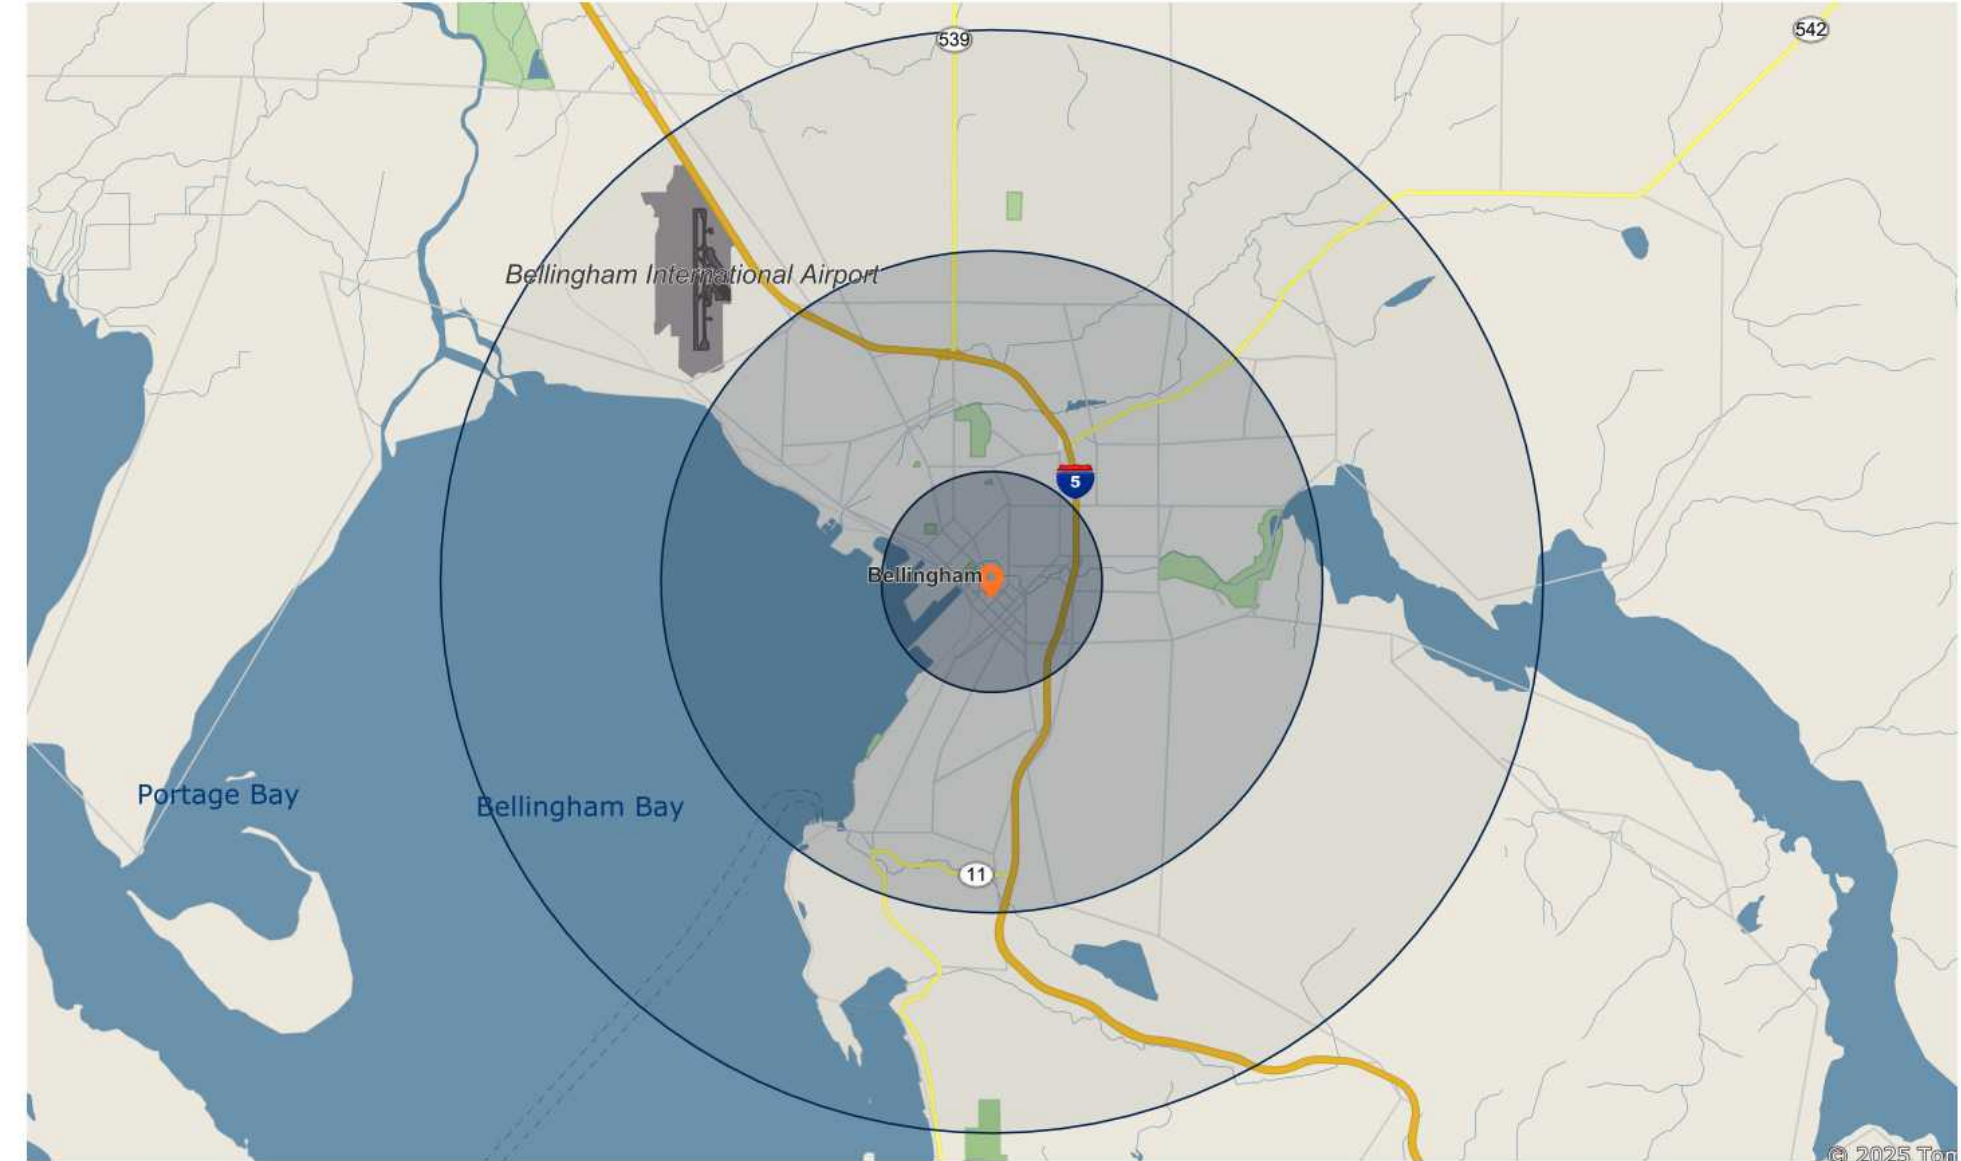 539
542
Bellingham International Airport
5
Bellingham
Portage Bay
Bellingham Bay
11
© 2025 Tom